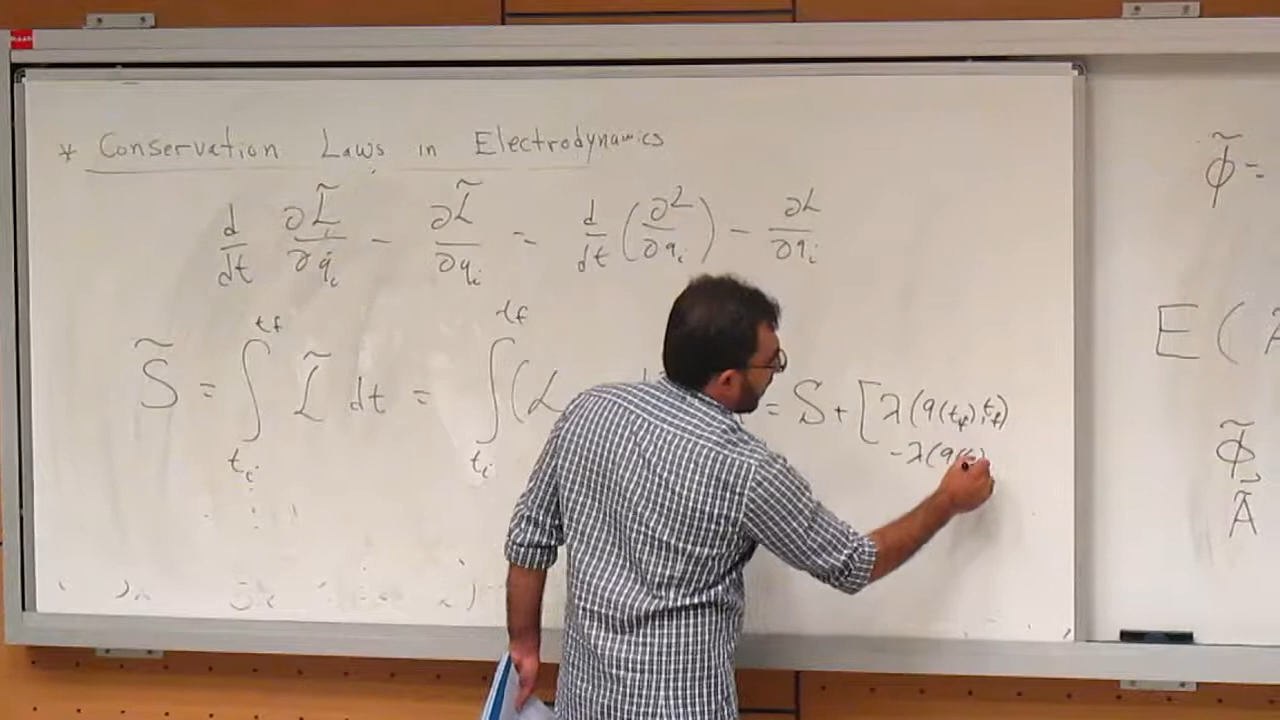 * Conservation Laws in Electrodynamics
d/dt ∂L̃/∂q̇ᵢ - ∂L̃/∂qᵢ = d/dt (∂L/∂q̇ᵢ) - ∂L/∂qᵢ
S̃ = ∫_{tᵢ}^{t_f} L̃ dt = ∫_{tᵢ}^{t_f} (L = S + [λ(q(t_f), t_f)
- λ(q(t
φ̃ =
E (
φ̃
Ã